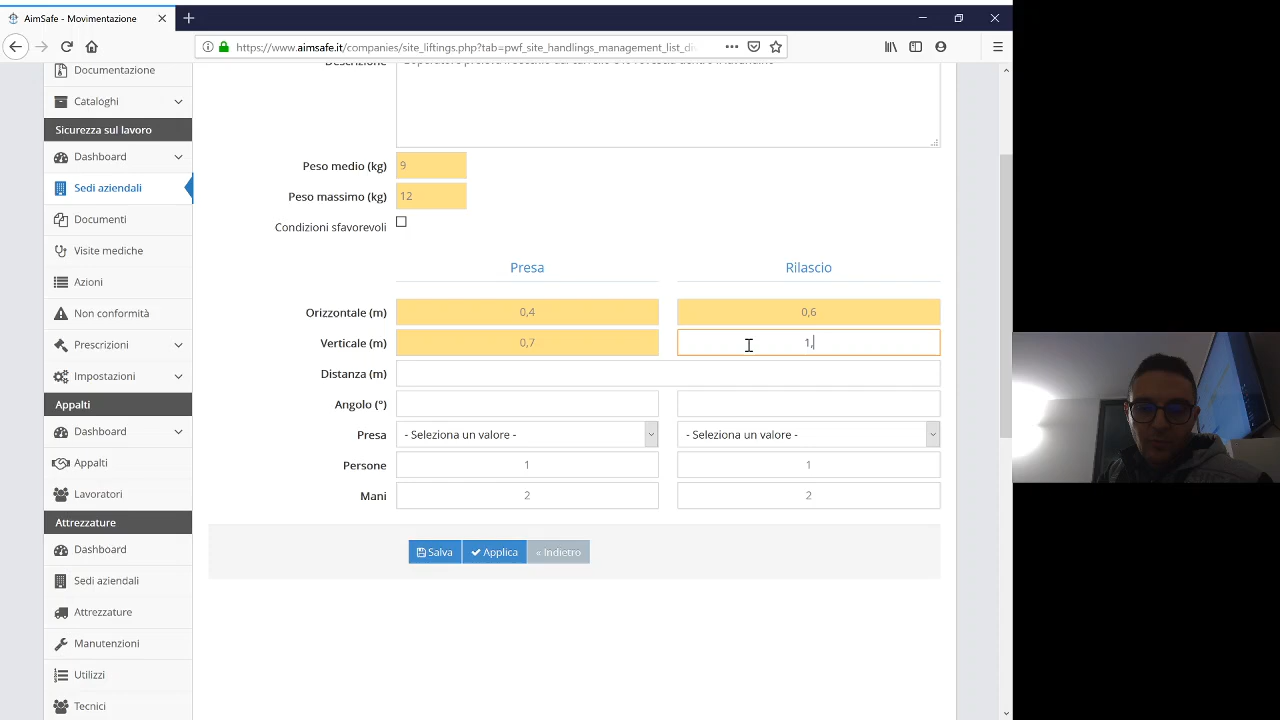 AimSafe - Movimentazione
https://www.aimsafe.it/companies/site_liftings.php?tab=pwf_site_handlings_management_list_dis
Documentazione
Cataloghi
Sicurezza sul lavoro
Dashboard
Sedi aziendali
Documenti
Visite mediche
Azioni
Non conformità
Prescrizioni
Impostazioni
Appalti
Dashboard
Appalti
Lavoratori
Attrezzature
Dashboard
Sedi aziendali
Attrezzature
Manutenzioni
Utilizzi
Tecnici
Descrizione
Peso medio (kg) 9
Peso massimo (kg) 12
Condizioni sfavorevoli
Presa Rilascio
Orizzontale (m) 0,4 0,6
Verticale (m) 0,7 1,
Distanza (m)
Angolo (°)
Presa - Seleziona un valore - - Seleziona un valore -
Persone 1 1
Mani 2 2
Salva Applica « Indietro